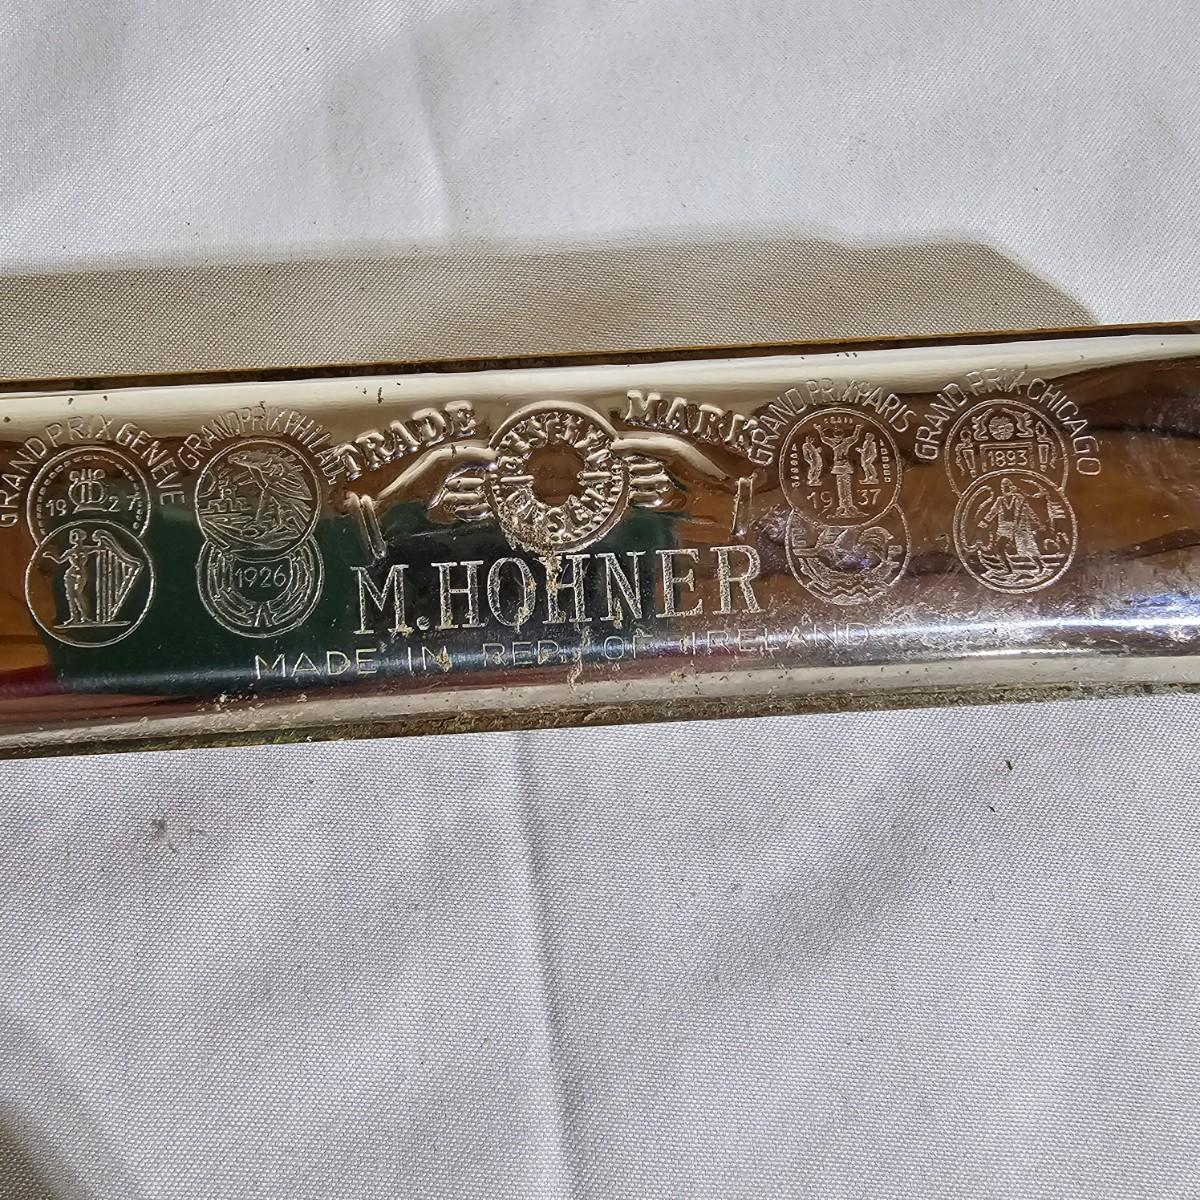 GRAND PRIX GENEVE
1927
GRAND PRIX PHILAD.
1926
TRADE MARK
M.HOHNER
MADE IN REP. OF IRELAND
GRAND PRIX PARIS
1937
GRAND PRIX CHICAGO
1893